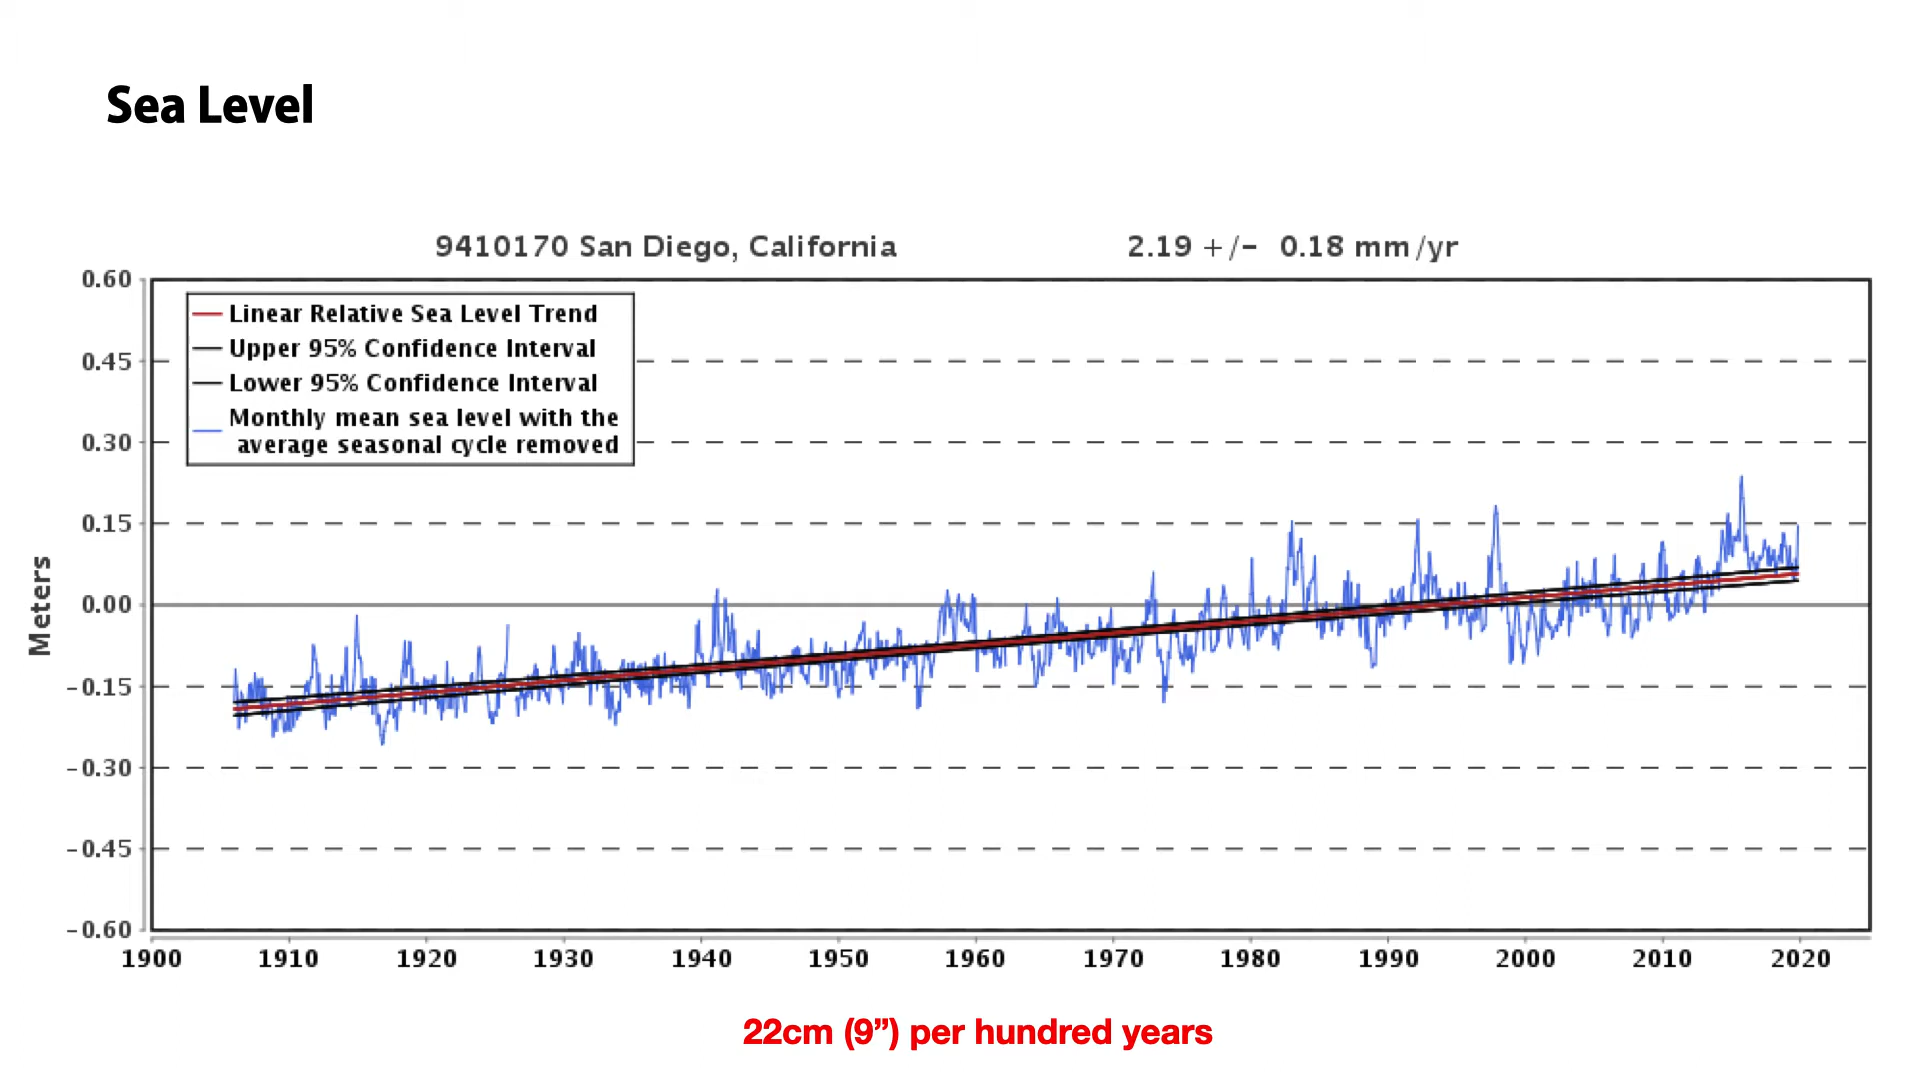 Sea Level
9410170 San Diego, California 2.19 +/- 0.18 mm/yr
Linear Relative Sea Level Trend
Upper 95% Confidence Interval
Lower 95% Confidence Interval
Monthly mean sea level with the
average seasonal cycle removed
Meters
0.60
0.45
0.30
0.15
0.00
-0.15
-0.30
-0.45
-0.60
1900 1910 1920 1930 1940 1950 1960 1970 1980 1990 2000 2010 2020
22cm (9”) per hundred years